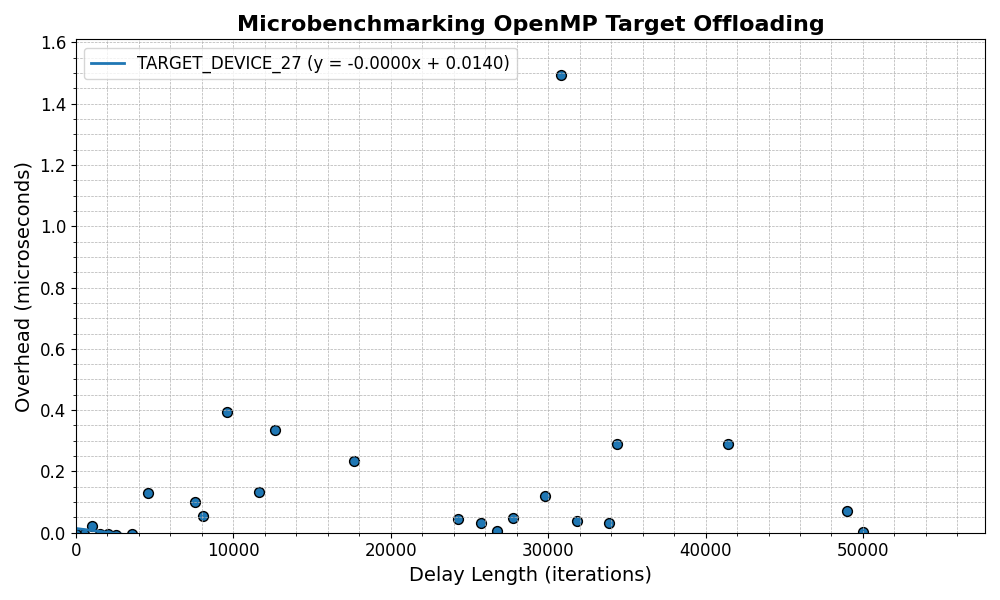 Microbenchmarking OpenMP Target Offloading
TARGET_DEVICE_27 (y = -0.0000x + 0.0140)
Overhead (microseconds)
1.6
1.4
1.2
1.0
0.8
0.6
0.4
0.2
0.0
0 10000 20000 30000 40000 50000
Delay Length (iterations)